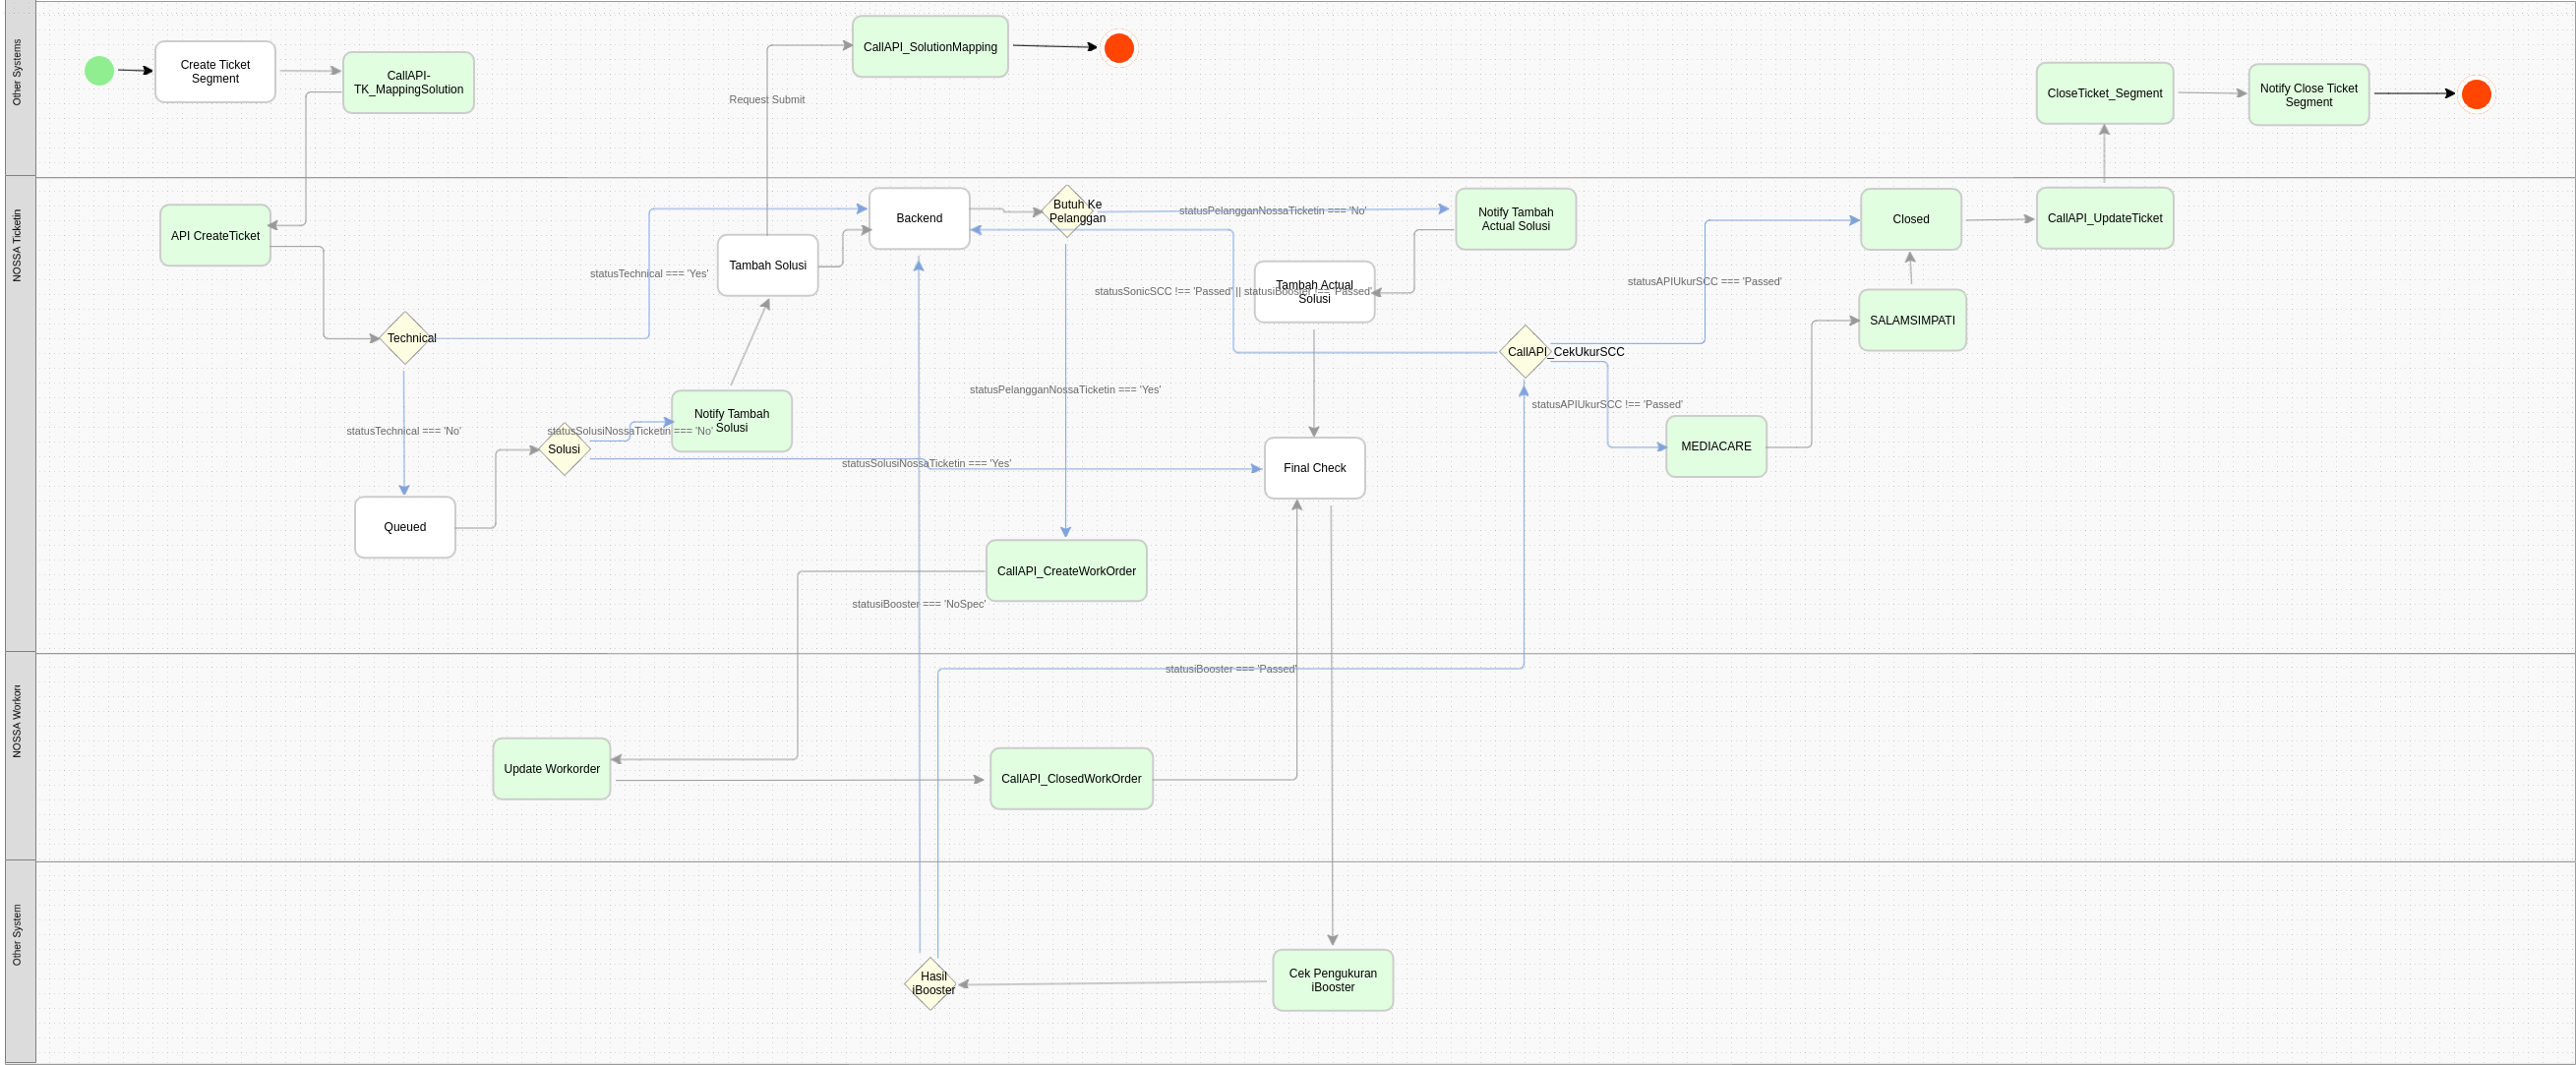 Other Systems
Create Ticket
Segment
CallAPI-
TK_MappingSolution
Request Submit
CallAPI_SolutionMapping
CloseTicket_Segment
Notify Close Ticket
Segment
NOSSA Ticketin
API CreateTicket
Technical
statusTechnical === 'Yes'
statusTechnical === 'No'
Queued
Solusi
statusSolusiNossaTicketin === 'No'
statusSolusiNossaTicketin === 'Yes'
Notify Tambah
Solusi
Tambah Solusi
Backend
Butuh Ke
Pelanggan
statusPelangganNossaTicketin === 'No'
statusPelangganNossaTicketin === 'Yes'
Notify Tambah
Actual Solusi
Tambah Actual
Solusi
statusSonicSCC !== 'Passed' || statusiBooster !== 'Passed'
Final Check
CallAPI_CekUkurSCC
statusAPIUkurSCC === 'Passed'
statusAPIUkurSCC !== 'Passed'
MEDIACARE
SALAMSIMPATI
Closed
CallAPI_UpdateTicket
CallAPI_CreateWorkOrder
statusiBooster === 'NoSpec'
statusiBooster === 'Passed'
NOSSA Workor
Update Workorder
CallAPI_ClosedWorkOrder
Other System
Hasil
iBooster
Cek Pengukuran
iBooster